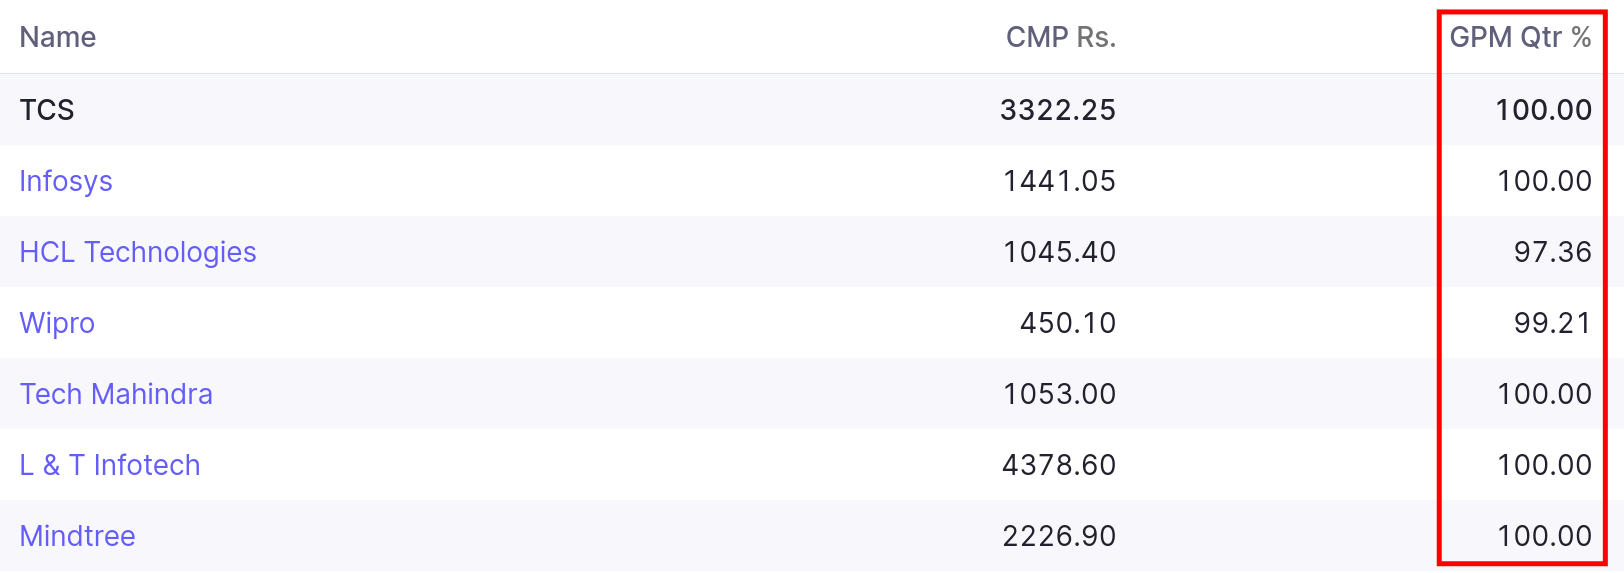 Name CMP Rs. GPM Qtr %
TCS 3322.25 100.00
Infosys 1441.05 100.00
HCL Technologies 1045.40 97.36
Wipro 450.10 99.21
Tech Mahindra 1053.00 100.00
L & T Infotech 4378.60 100.00
Mindtree 2226.90 100.00